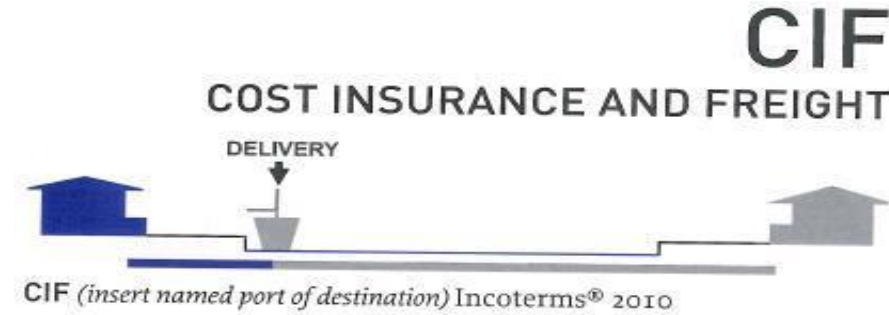 CIF
COST INSURANCE AND FREIGHT
DELIVERY
CIF (insert named port of destination) Incoterms® 2010